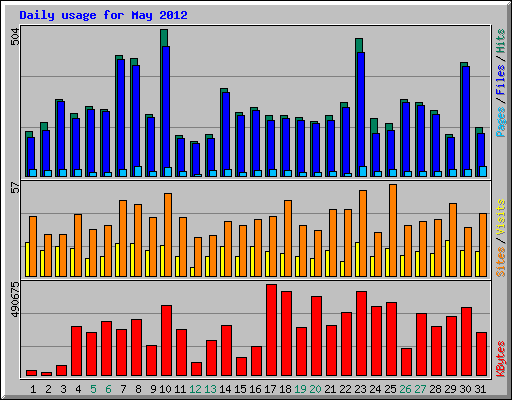 Daily usage for May 2012
504
Pages / Files / Hits
57
Sites / Visits
490675
KBytes
1 2 3 4 5 6 7 8 9 10 11 12 13 14 15 16 17 18 19 20 21 22 23 24 25 26 27 28 29 30 31